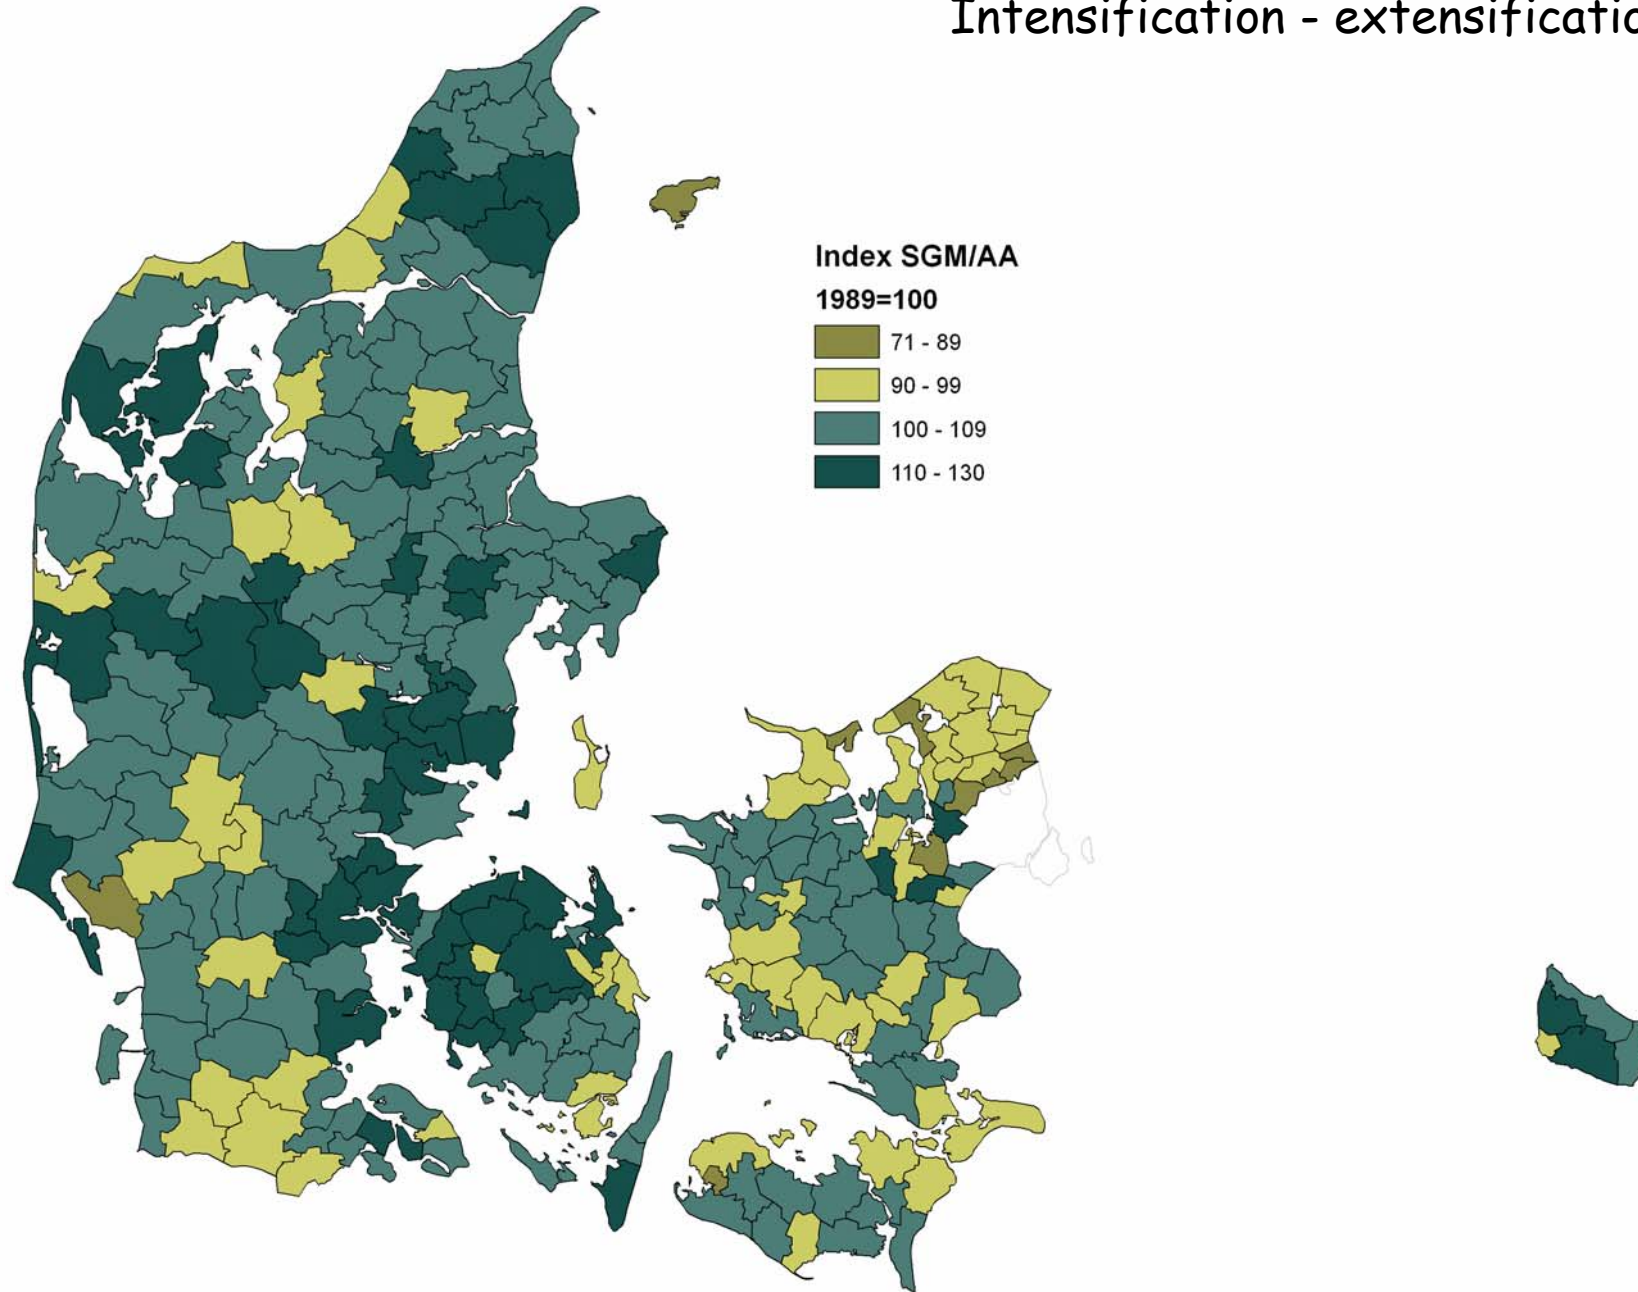 Intensification - extensificatio
Index SGM/AA
1989=100
71 - 89
90 - 99
100 - 109
110 - 130